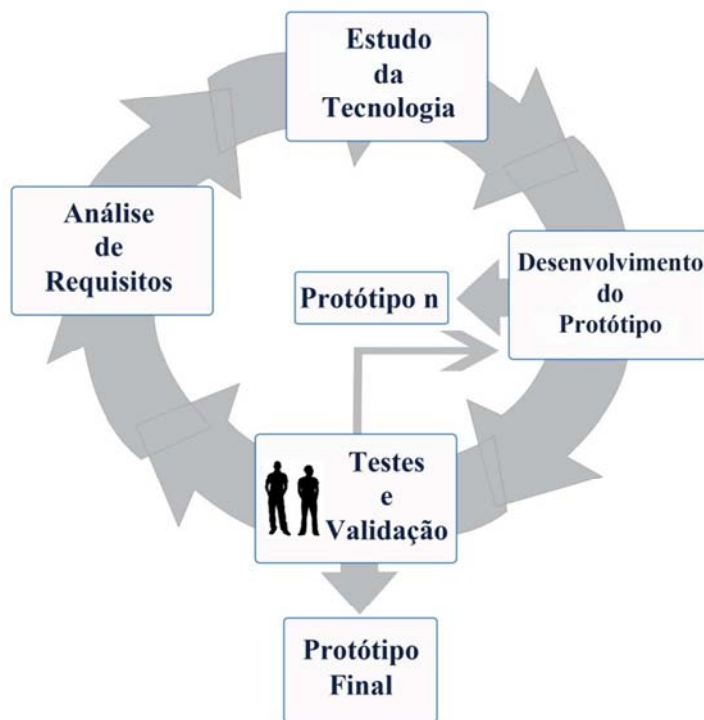 Estudo
da
Tecnologia
Análise
de
Requisitos
Desenvolvimento
do
Protótipo
Protótipo n
Testes
e
Validação
Protótipo
Final